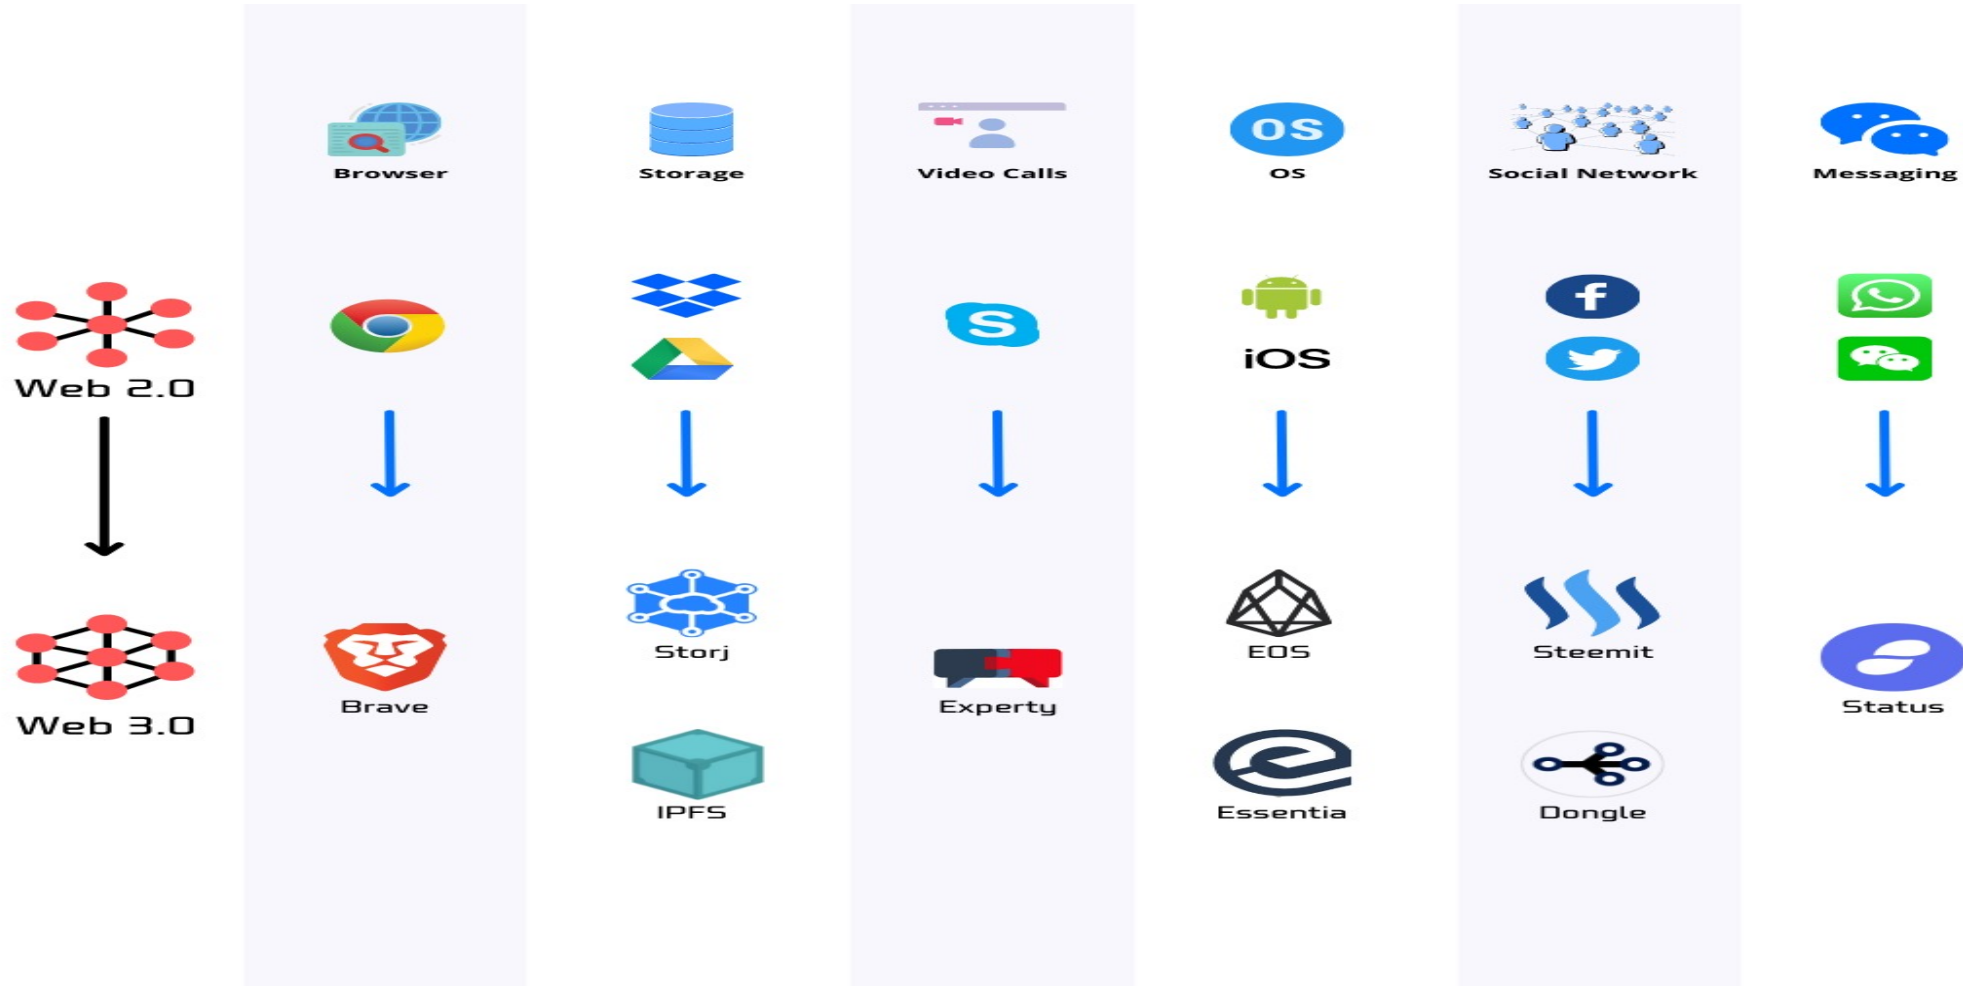 Browser
Storage
Video Calls
OS
OS
Social Network
Messaging
Web 2.0
S
iOS
f
Web 3.0
Brave
Storj
IPFS
Experty
EOS
Essentia
Steemit
Dongle
Status